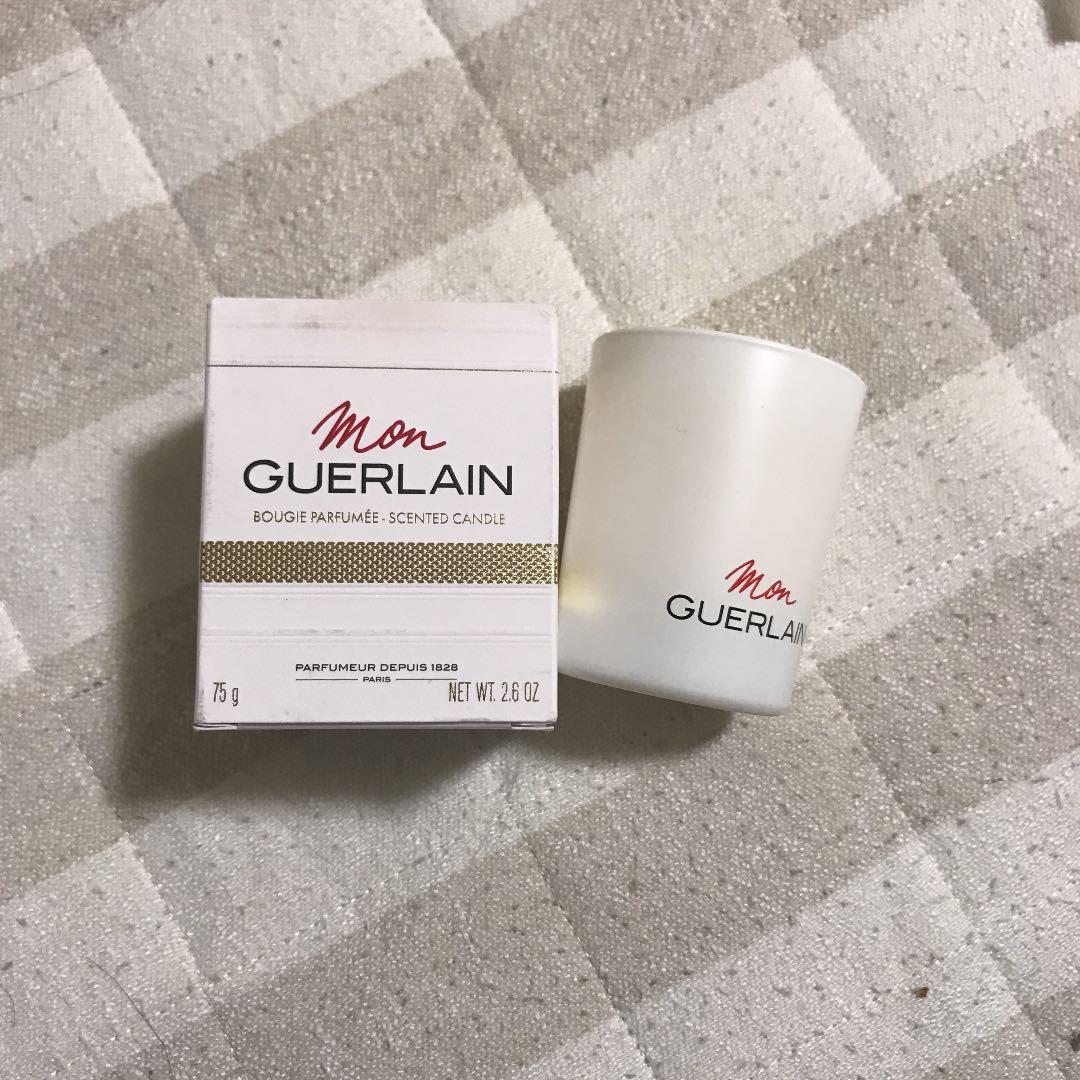 Mon
GUERLAIN
BOUGIE PARFUMÉE - SCENTED CANDLE
PARFUMEUR DEPUIS 1828
PARIS
75 g
NET WT. 2.6 OZ
Mon
GUERLAIN